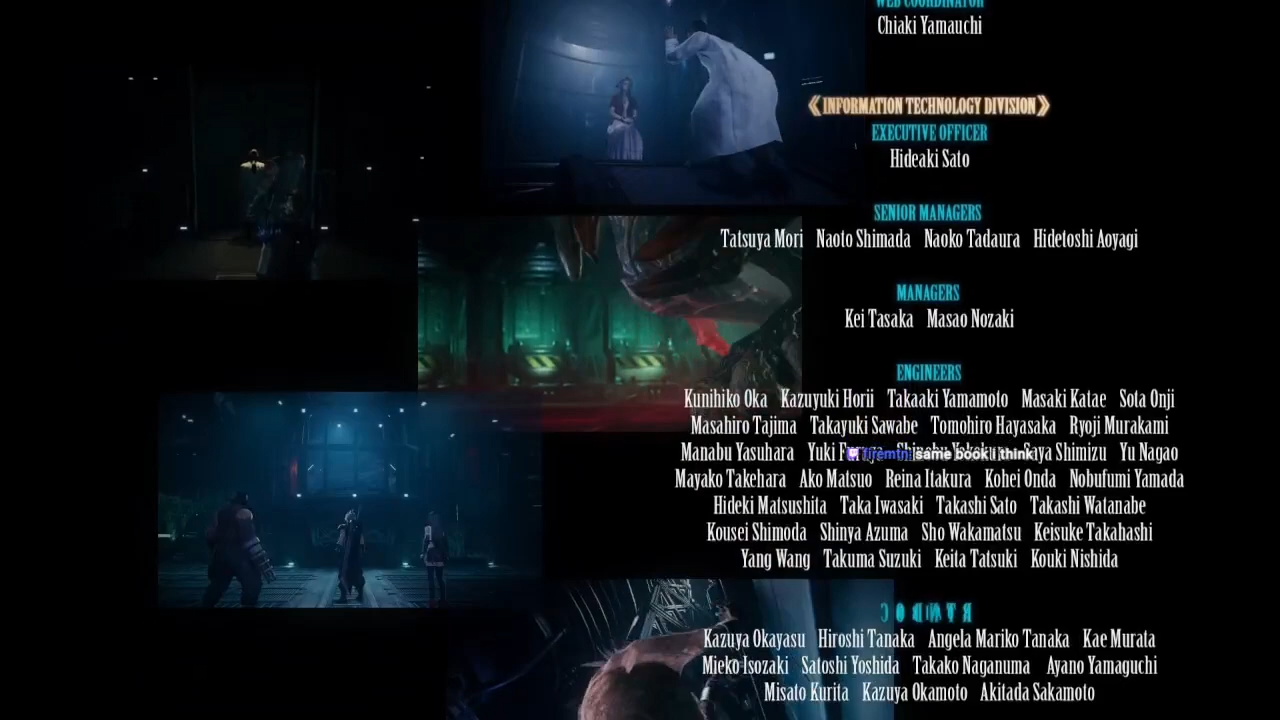 WEB COORDINATOR
Chiaki Yamauchi
《INFORMATION TECHNOLOGY DIVISION》
EXECUTIVE OFFICER
Hideaki Sato
SENIOR MANAGERS
Tatsuya Mori Naoto Shimada Naoko Tadaura Hidetoshi Aoyagi
MANAGERS
Kei Tasaka Masao Nozaki
ENGINEERS
Kunihiko Oka Kazuyuki Horii Takaaki Yamamoto Masaki Katae Sota Onji
Masahiro Tajima Takayuki Sawabe Tomohiro Hayasaka Ryoji Murakami
Manabu Yasuhara Yuki Shimizu Yu Nagao
firemtn: same book i think
Mayako Takehara Ako Matsuo Reina Itakura Kohei Onda Nobufumi Yamada
Hideki Matsushita Taka Iwasaki Takashi Sato Takashi Watanabe
Kousei Shimoda Shinya Azuma Sho Wakamatsu Keisuke Takahashi
Yang Wang Takuma Suzuki Keita Tatsuki Kouki Nishida
Kazuya Okayasu Hiroshi Tanaka Angela Mariko Tanaka Kae Murata
Mieko Isozaki Satoshi Yoshida Takako Naganuma Ayano Yamaguchi
Misato Kurita Kazuya Okamoto Akitada Sakamoto